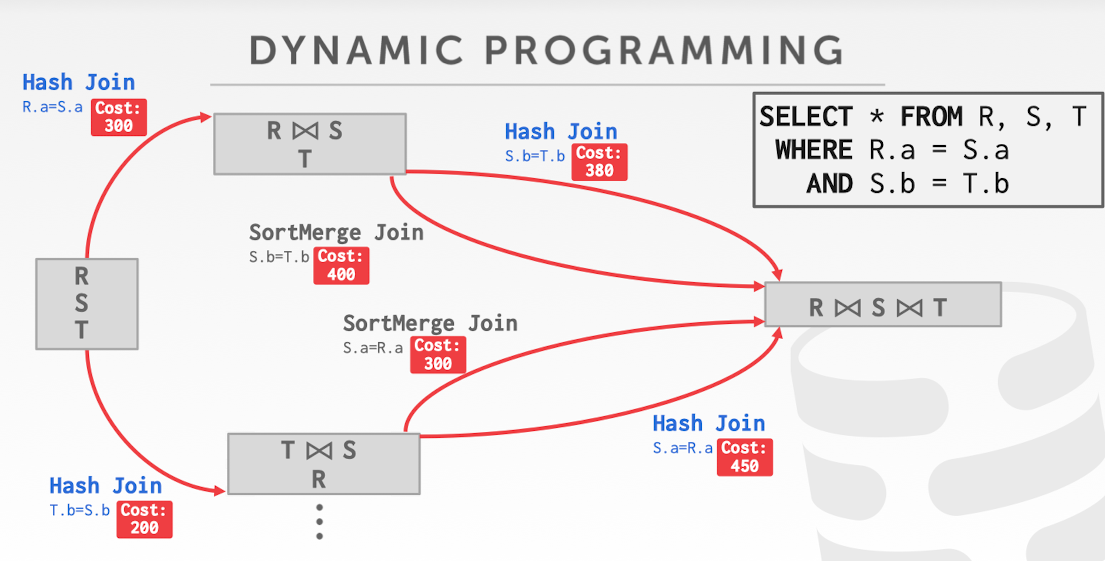 DYNAMIC PROGRAMMING
Hash Join
R.a=S.a Cost:
300
R ⋈ S
T
Hash Join
S.b=T.b Cost:
380
SELECT * FROM R, S, T
WHERE R.a = S.a
AND S.b = T.b
SortMerge Join
S.b=T.b Cost:
400
R
S
T
R ⋈ S ⋈ T
SortMerge Join
S.a=R.a Cost:
300
T ⋈ S
R
Hash Join
S.a=R.a Cost:
450
Hash Join
T.b=S.b Cost:
200